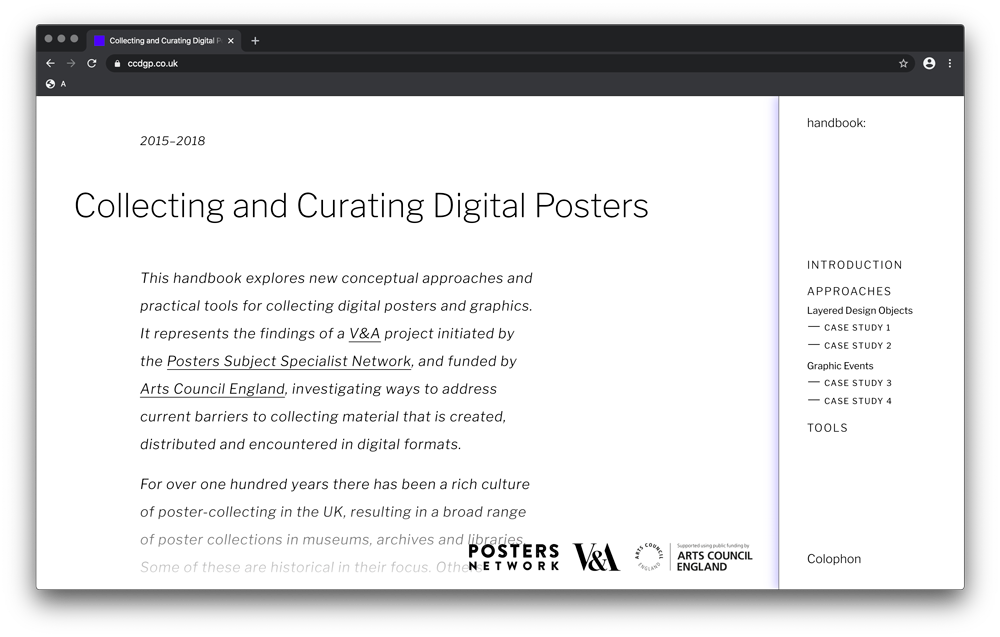 Collecting and Curating Digital P
ccdgp.co.uk
A
2015–2018
Collecting and Curating Digital Posters
This handbook explores new conceptual approaches and
practical tools for collecting digital posters and graphics.
It represents the findings of a V&A project initiated by
the Posters Subject Specialist Network, and funded by
Arts Council England, investigating ways to address
current barriers to collecting material that is created,
distributed and encountered in digital formats.
For over one hundred years there has been a rich culture
of poster-collecting in the UK, resulting in a broad range
of poster collections in museums, archives and libraries.
Some of these are historical in their focus. Others
POSTERS
NETWORK
V&A
ARTS COUNCIL
ENGLAND
Supported using public funding by
ARTS COUNCIL
ENGLAND
handbook:
INTRODUCTION
APPROACHES
Layered Design Objects
— CASE STUDY 1
— CASE STUDY 2
Graphic Events
— CASE STUDY 3
— CASE STUDY 4
TOOLS
Colophon